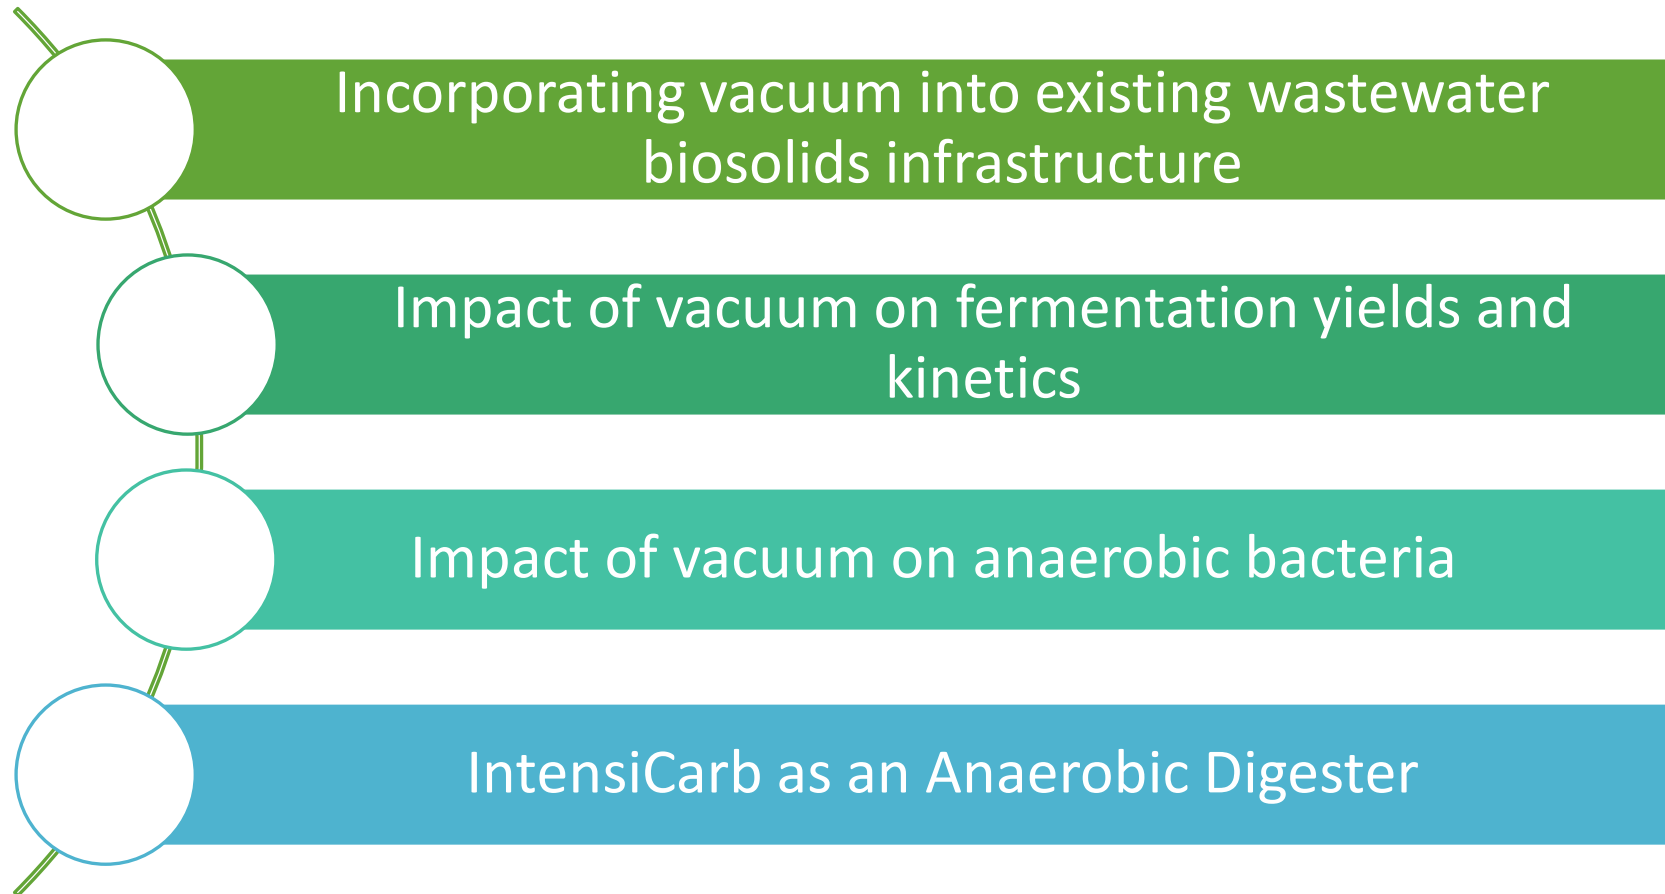 Incorporating vacuum into existing wastewater
biosolids infrastructure
Impact of vacuum on fermentation yields and
kinetics
Impact of vacuum on anaerobic bacteria
IntensiCarb as an Anaerobic Digester